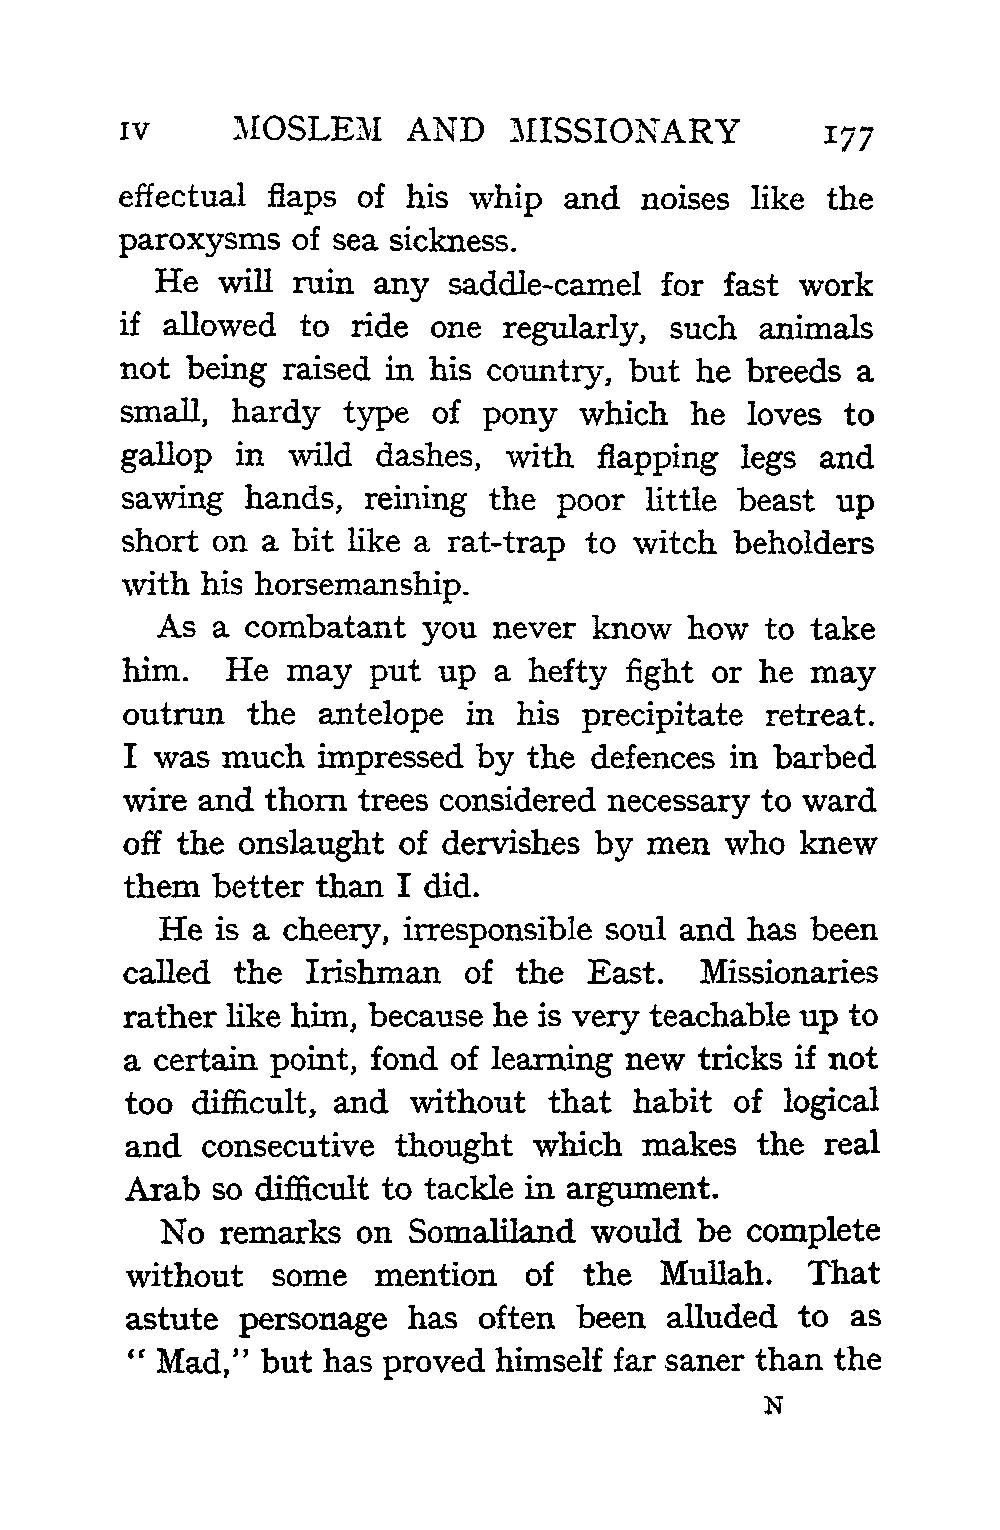 IV MOSLEM AND MISSIONARY 177
effectual flaps of his whip and noises like the
paroxysms of sea sickness.
He will ruin any saddle-camel for fast work
if allowed to ride one regularly, such animals
not being raised in his country, but he breeds a
small, hardy type of pony which he loves to
gallop in wild dashes, with flapping legs and
sawing hands, reining the poor little beast up
short on a bit like a rat-trap to witch beholders
with his horsemanship.
As a combatant you never know how to take
him. He may put up a hefty fight or he may
outrun the antelope in his precipitate retreat.
I was much impressed by the defences in barbed
wire and thorn trees considered necessary to ward
off the onslaught of dervishes by men who knew
them better than I did.
He is a cheery, irresponsible soul and has been
called the Irishman of the East. Missionaries
rather like him, because he is very teachable up to
a certain point, fond of learning new tricks if not
too difficult, and without that habit of logical
and consecutive thought which makes the real
Arab so difficult to tackle in argument.
No remarks on Somaliland would be complete
without some mention of the Mullah. That
astute personage has often been alluded to as
“ Mad,” but has proved himself far saner than the
N